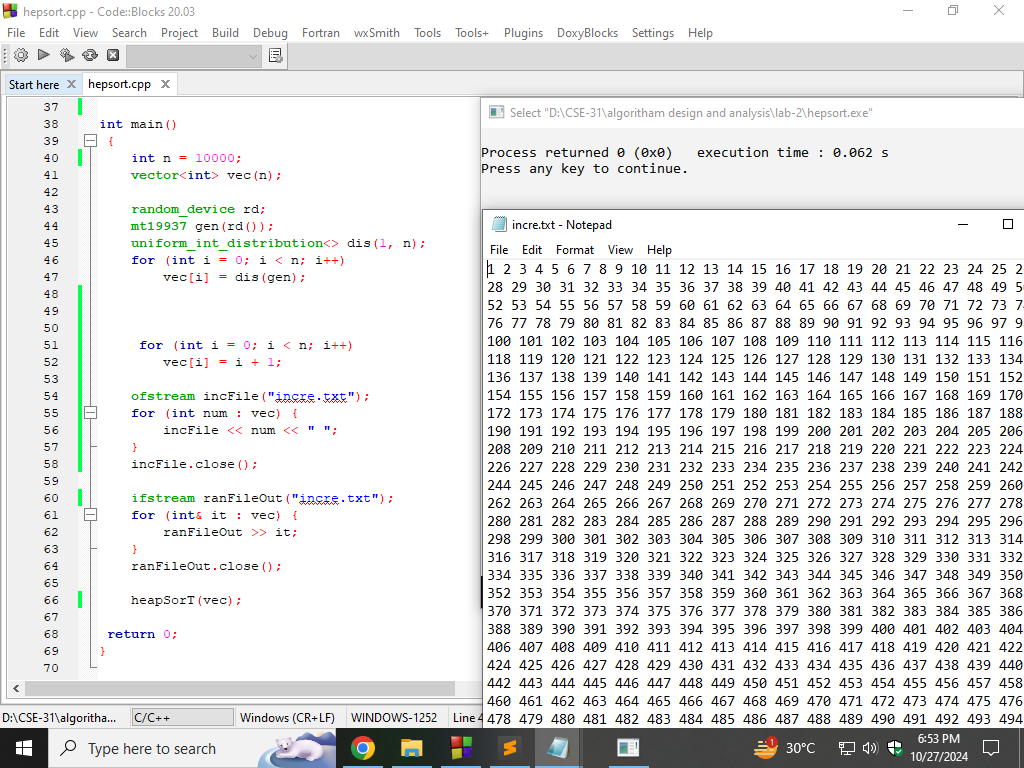 hepsort.cpp - Code::Blocks 20.03
File Edit View Search Project Build Debug Fortran wxSmith Tools Tools+ Plugins DoxyBlocks Settings Help
Start here hepsort.cpp
37
38 int main()
39 {
40 int n = 10000;
41 vector<int> vec(n);
42
43 random_device rd;
44 mt19937 gen(rd());
45 uniform_int_distribution<> dis(1, n);
46 for (int i = 0; i < n; i++)
47 vec[i] = dis(gen);
48
49
50
51 for (int i = 0; i < n; i++)
52 vec[i] = i + 1;
53
54 ofstream incFile("incre.txt");
55 for (int num : vec) {
56 incFile << num << " ";
57 }
58 incFile.close();
59
60 ifstream ranFileOut("incre.txt");
61 for (int& it : vec) {
62 ranFileOut >> it;
63 }
64 ranFileOut.close();
65
66 heapSorT(vec);
67
68 return 0;
69 }
70
Select "D:\CSE-31\algoritham design and analysis\lab-2\hepsort.exe"
Process returned 0 (0x0) execution time : 0.062 s
Press any key to continue.
incre.txt - Notepad
File Edit Format View Help
1 2 3 4 5 6 7 8 9 10 11 12 13 14 15 16 17 18 19 20 21 22 23 24 25
28 29 30 31 32 33 34 35 36 37 38 39 40 41 42 43 44 45 46 47 48 49
52 53 54 55 56 57 58 59 60 61 62 63 64 65 66 67 68 69 70 71 72 73
76 77 78 79 80 81 82 83 84 85 86 87 88 89 90 91 92 93 94 95 96 97
100 101 102 103 104 105 106 107 108 109 110 111 112 113 114 115 116
118 119 120 121 122 123 124 125 126 127 128 129 130 131 132 133 134
136 137 138 139 140 141 142 143 144 145 146 147 148 149 150 151 152
154 155 156 157 158 159 160 161 162 163 164 165 166 167 168 169 170
172 173 174 175 176 177 178 179 180 181 182 183 184 185 186 187 188
190 191 192 193 194 195 196 197 198 199 200 201 202 203 204 205 206
208 209 210 211 212 213 214 215 216 217 218 219 220 221 222 223 224
226 227 228 229 230 231 232 233 234 235 236 237 238 239 240 241 242
244 245 246 247 248 249 250 251 252 253 254 255 256 257 258 259 260
262 263 264 265 266 267 268 269 270 271 272 273 274 275 276 277 278
280 281 282 283 284 285 286 287 288 289 290 291 292 293 294 295 296
298 299 300 301 302 303 304 305 306 307 308 309 310 311 312 313 314
316 317 318 319 320 321 322 323 324 325 326 327 328 329 330 331 332
334 335 336 337 338 339 340 341 342 343 344 345 346 347 348 349 350
352 353 354 355 356 357 358 359 360 361 362 363 364 365 366 367 368
370 371 372 373 374 375 376 377 378 379 380 381 382 383 384 385 386
388 389 390 391 392 393 394 395 396 397 398 399 400 401 402 403 404
406 407 408 409 410 411 412 413 414 415 416 417 418 419 420 421 422
424 425 426 427 428 429 430 431 432 433 434 435 436 437 438 439 440
442 443 444 445 446 447 448 449 450 451 452 453 454 455 456 457 458
460 461 462 463 464 465 466 467 468 469 470 471 472 473 474 475 476
478 479 480 481 482 483 484 485 486 487 488 489 490 491 492 493 494
D:\CSE-31\algoritha... C/C++ Windows (CR+LF) WINDOWS-1252 Line
Type here to search
1 30°C
6:53 PM
10/27/2024